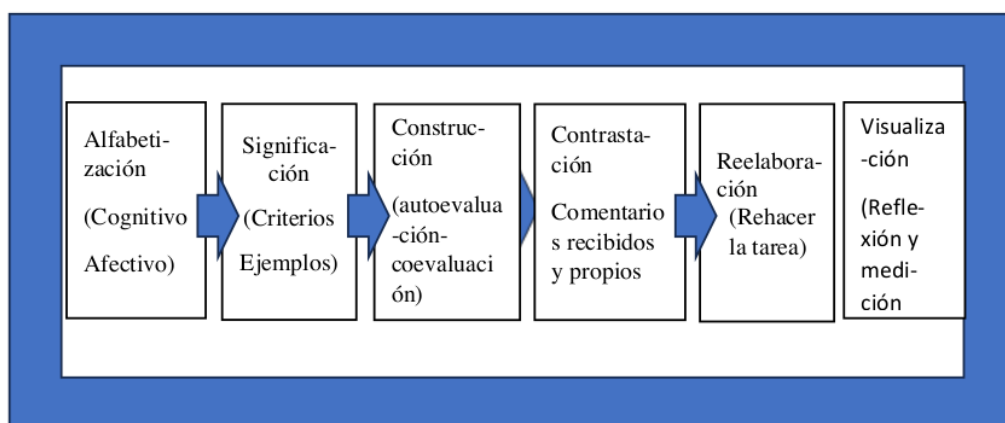 Alfabeti-
zación
(Cognitivo
Afectivo)
Significa-
ción
(Criterios
Ejemplos)
Construc-
ción
(autoevalua
-ción-
coevaluaci
ón)
Contrasta-
ción
Comentario
s recibidos
y propios
Reelabora-
ción
(Rehacer
la tarea)
Visualiza
-ción
(Refle-
xión y
medi-
ción